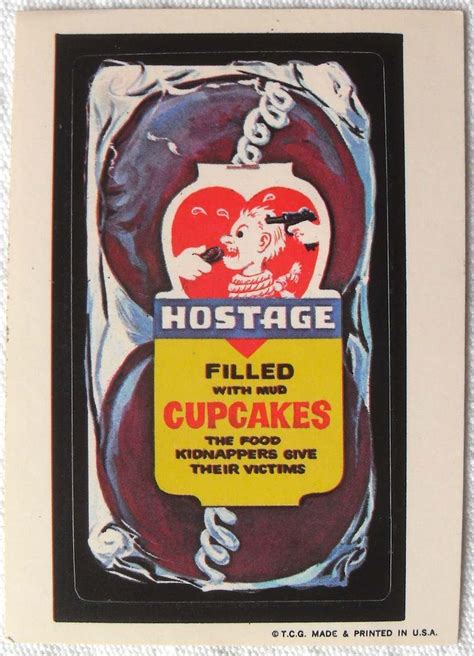 HOSTAGE
FILLED
WITH MUD
CUPCAKES
THE FOOD
KIDNAPPERS GIVE
THEIR VICTIMS
© T.C.G. MADE & PRINTED IN U.S.A.